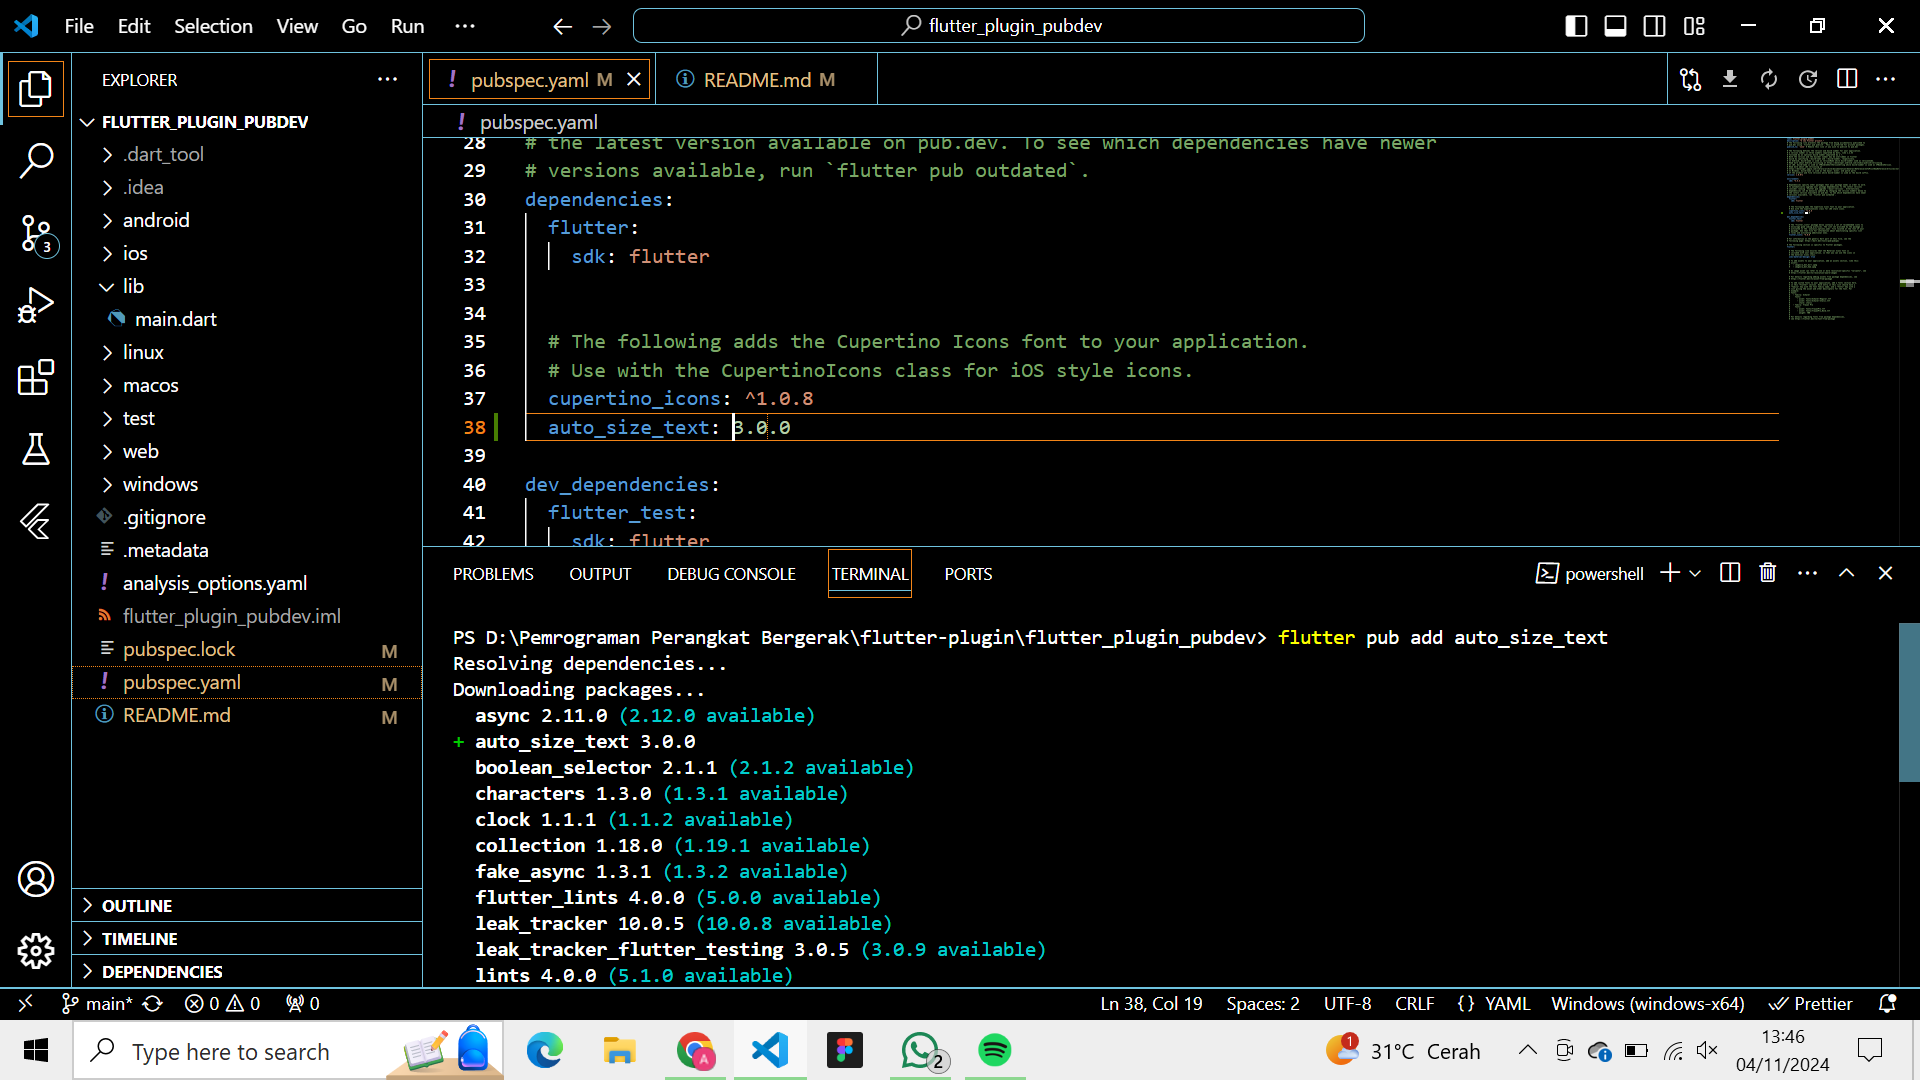 File Edit Selection View Go Run ···
flutter_plugin_pubdev
EXPLORER
FLUTTER_PLUGIN_PUBDEV
.dart_tool
.idea
android
ios
lib
main.dart
linux
macos
test
web
windows
.gitignore
.metadata
analysis_options.yaml
flutter_plugin_pubdev.iml
pubspec.lock M
pubspec.yaml M
README.md M
OUTLINE
TIMELINE
DEPENDENCIES
3
! pubspec.yaml M
README.md M
! pubspec.yaml
28 # the latest version available on pub.dev. To see which dependencies have newer
29 # versions available, run `flutter pub outdated`.
30 dependencies:
31 flutter:
32 sdk: flutter
33
34
35 # The following adds the Cupertino Icons font to your application.
36 # Use with the CupertinoIcons class for iOS style icons.
37 cupertino_icons: ^1.0.8
38 auto_size_text: 3.0.0
39
40 dev_dependencies:
41 flutter_test:
42 sdk: flutter
PROBLEMS OUTPUT DEBUG CONSOLE TERMINAL PORTS
powershell
PS D:\Pemrograman Perangkat Bergerak\flutter-plugin\flutter_plugin_pubdev> flutter pub add auto_size_text
Resolving dependencies...
Downloading packages...
async 2.11.0 (2.12.0 available)
+ auto_size_text 3.0.0
boolean_selector 2.1.1 (2.1.2 available)
characters 1.3.0 (1.3.1 available)
clock 1.1.1 (1.1.2 available)
collection 1.18.0 (1.19.1 available)
fake_async 1.3.1 (1.3.2 available)
flutter_lints 4.0.0 (5.0.0 available)
leak_tracker 10.0.5 (10.0.8 available)
leak_tracker_flutter_testing 3.0.5 (3.0.9 available)
lints 4.0.0 (5.1.0 available)
main* 0 0 0
Ln 38, Col 19 Spaces: 2 UTF-8 CRLF {} YAML Windows (windows-x64) Prettier
Type here to search
A
2
1
31°C Cerah
13:46
04/11/2024